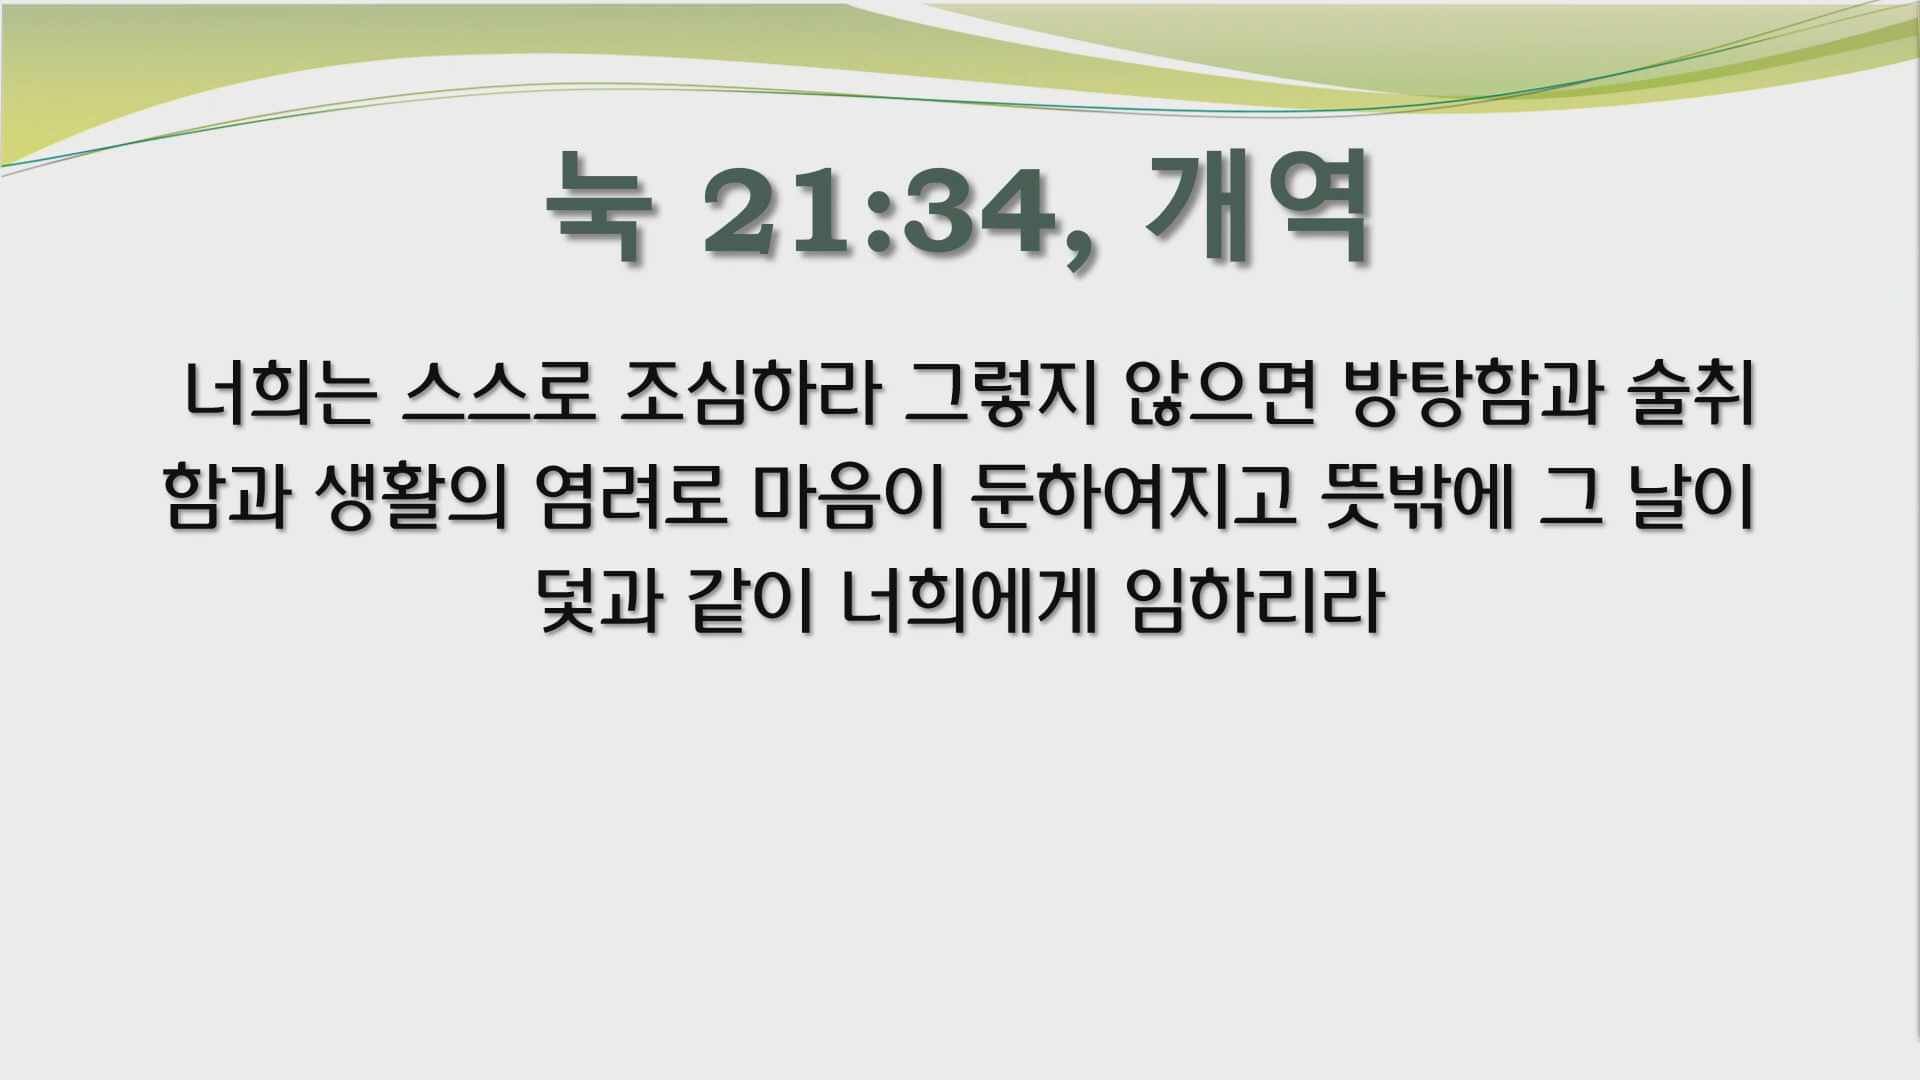 눅 21:34, 개역
너희는 스스로 조심하라 그렇지 않으면 방탕함과 술취
함과 생활의 염려로 마음이 둔하여지고 뜻밖에 그 날이
덫과 같이 너희에게 임하리라